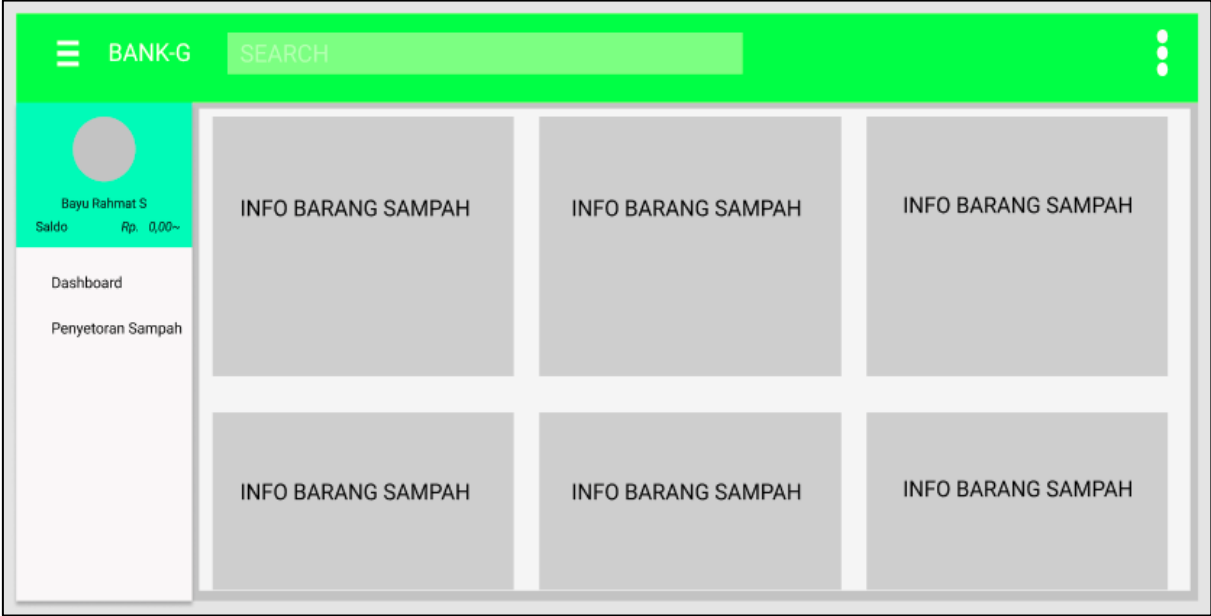 BANK-G
SEARCH
Bayu Rahmat S
Saldo Rp. 0,00~
Dashboard
Penyetoran Sampah
INFO BARANG SAMPAH
INFO BARANG SAMPAH
INFO BARANG SAMPAH
INFO BARANG SAMPAH
INFO BARANG SAMPAH
INFO BARANG SAMPAH